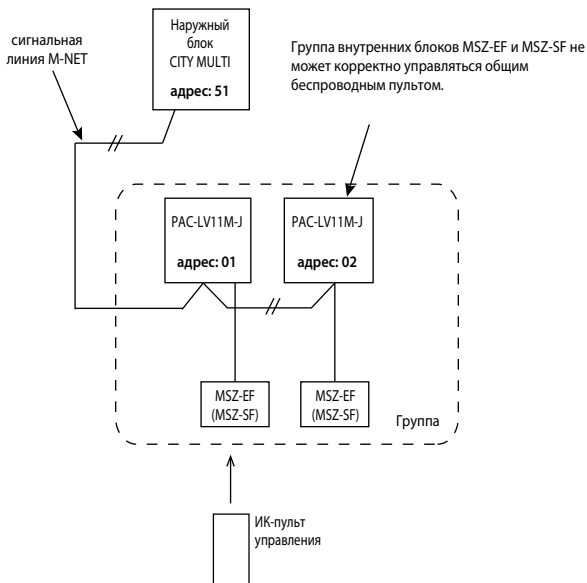 сигнальная
линия M-NET
Наружный
блок
CITY MULTI
адрес: 51
Группа внутренних блоков MSZ-EF и MSZ-SF не
может корректно управляться общим
беспроводным пультом.
PAC-LV11M-J
адрес: 01
PAC-LV11M-J
адрес: 02
MSZ-EF
(MSZ-SF)
MSZ-EF
(MSZ-SF)
Группа
ИК-пульт
управления